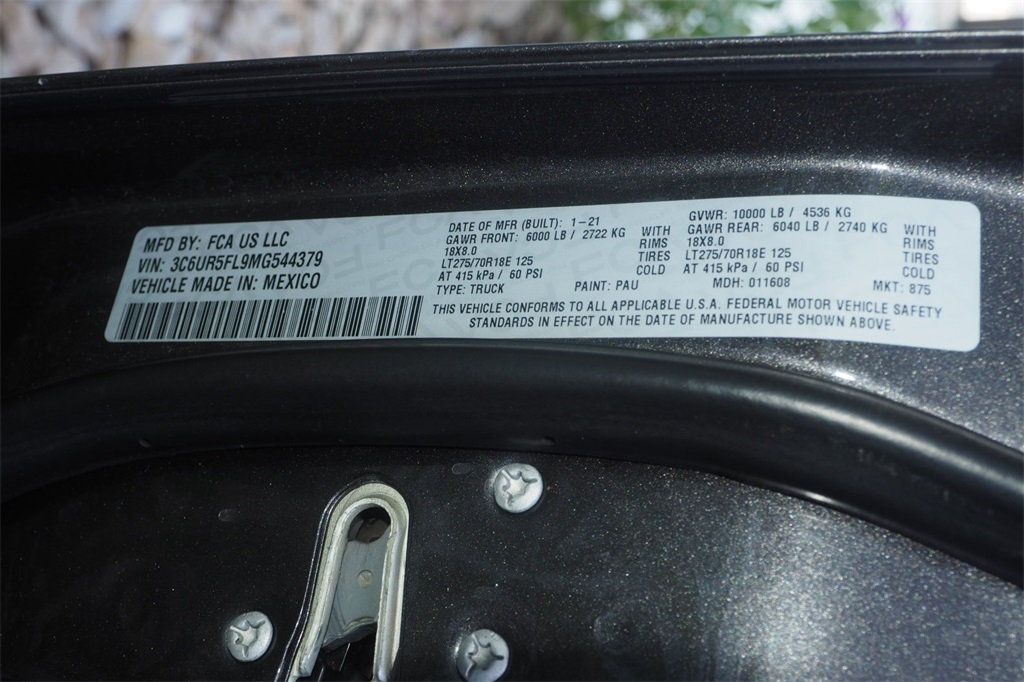 MFD BY: FCA US LLC
VIN: 3C6UR5FL9MG544379
VEHICLE MADE IN: MEXICO
DATE OF MFR (BUILT): 1-21
GAWR FRONT: 6000 LB / 2722 KG WITH
18X8.0 RIMS
LT275/70R18E 125 TIRES
AT 415 kPa / 60 PSI COLD
TYPE: TRUCK PAINT: PAU
GVWR: 10000 LB / 4536 KG
GAWR REAR: 6040 LB / 2740 KG WITH
18X8.0 RIMS
LT275/70R18E 125 TIRES
AT 415 kPa / 60 PSI COLD
MDH: 011608 MKT: 875
THIS VEHICLE CONFORMS TO ALL APPLICABLE U.S.A. FEDERAL MOTOR VEHICLE SAFETY
STANDARDS IN EFFECT ON THE DATE OF MANUFACTURE SHOWN ABOVE.